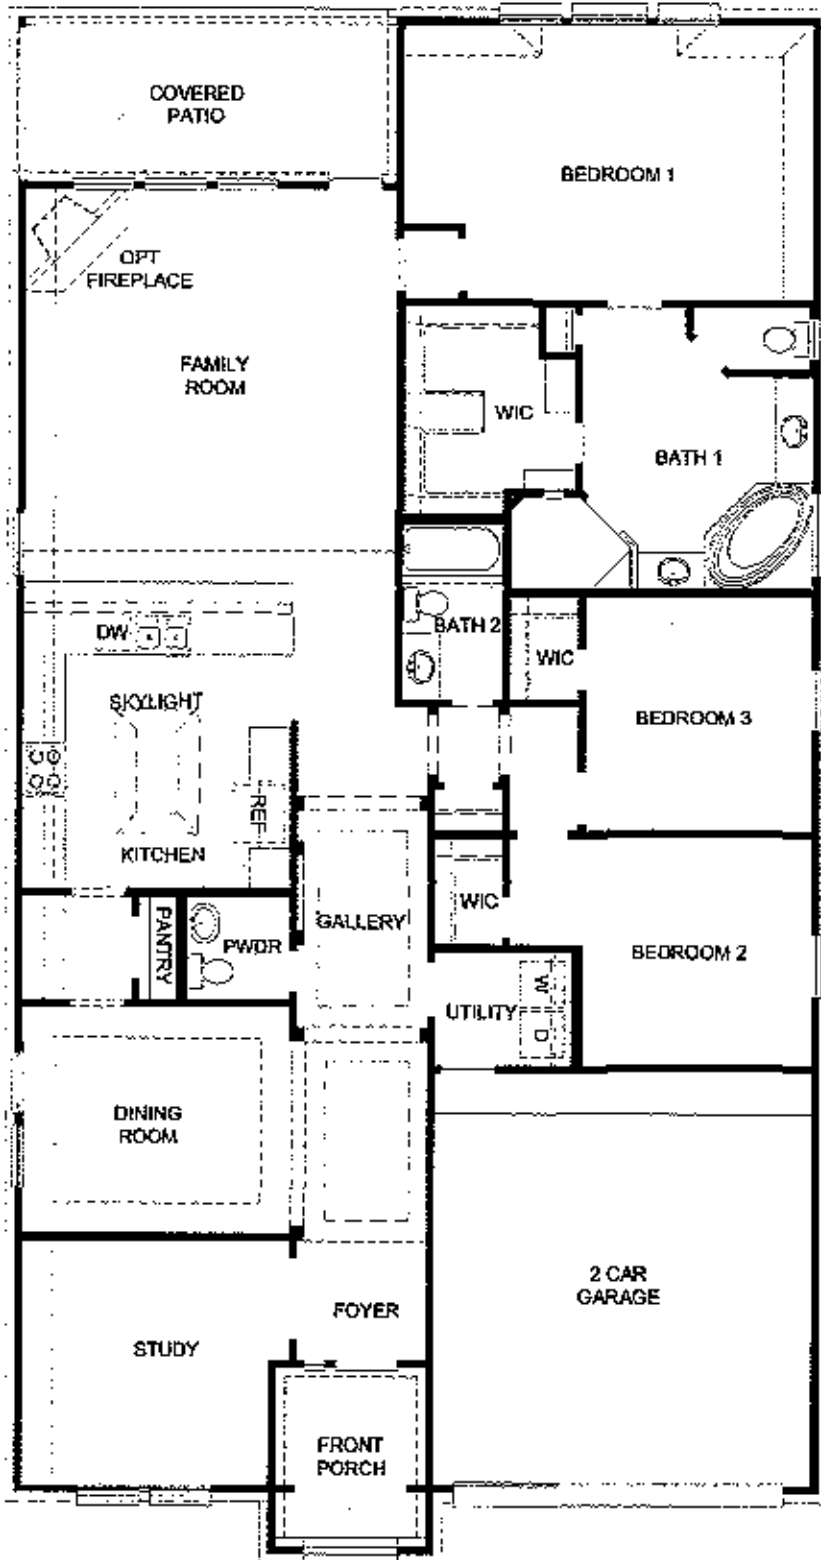 COVERED
PATIO
BEDROOM 1
OPT
FIREPLACE
FAMILY
ROOM
WIC
BATH 1
DW
BATH 2
WIC
SKYLIGHT
BEDROOM 3
REF
KITCHEN
WIC
PANTRY
PWDR
GALLERY
BEDROOM 2
W
UTILITY
D
DINING
ROOM
2 CAR
GARAGE
FOYER
STUDY
FRONT
PORCH